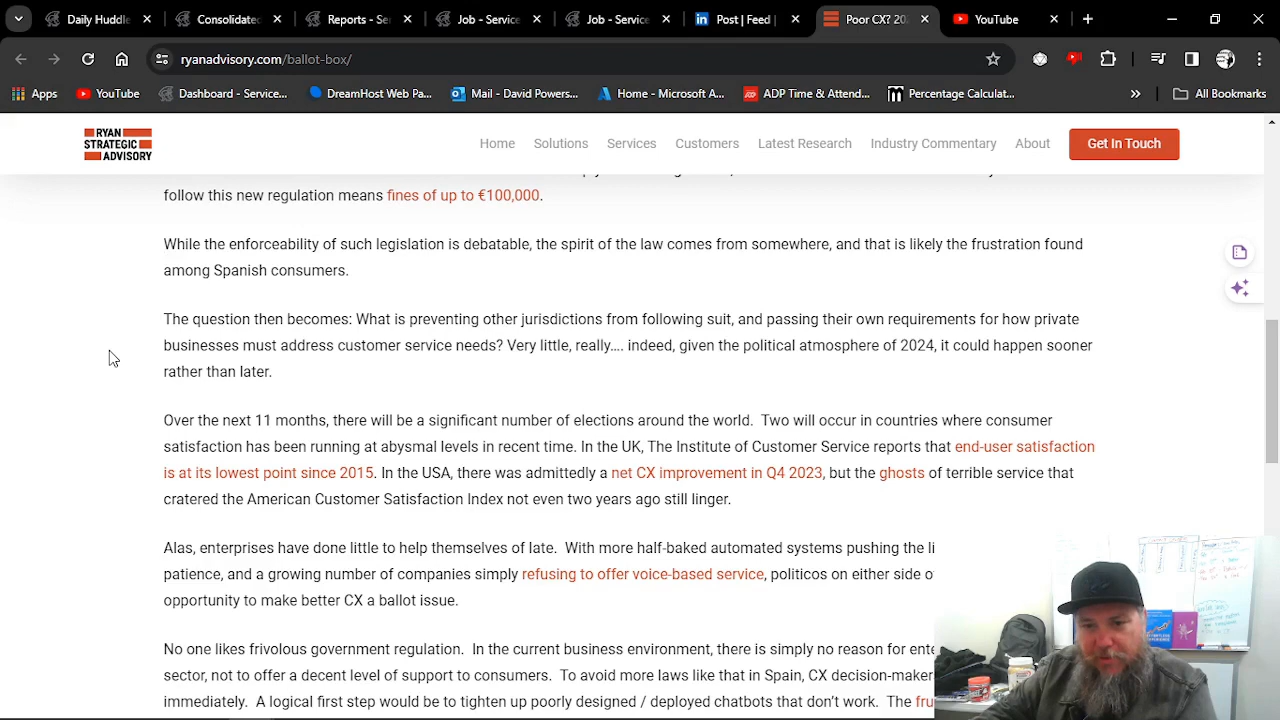 Daily Huddl
Consolidate
Reports - Se
Job - Service
Job - Service
Post | Feed |
Poor CX? 20
YouTube
ryanadvisory.com/ballot-box/
Apps
YouTube
Dashboard - Service...
DreamHost Web Pa...
Mail - David Powers...
Home - Microsoft A...
ADP Time & Attend...
Percentage Calculat...
All Bookmarks
RYAN
STRATEGIC
ADVISORY
Home
Solutions
Services
Customers
Latest Research
Industry Commentary
About
Get In Touch
follow this new regulation means fines of up to €100,000.
While the enforceability of such legislation is debatable, the spirit of the law comes from somewhere, and that is likely the frustration found
among Spanish consumers.
The question then becomes: What is preventing other jurisdictions from following suit, and passing their own requirements for how private
businesses must address customer service needs? Very little, really…. indeed, given the political atmosphere of 2024, it could happen sooner
rather than later.
Over the next 11 months, there will be a significant number of elections around the world.  Two will occur in countries where consumer
satisfaction has been running at abysmal levels in recent time. In the UK, The Institute of Customer Service reports that end-user satisfaction
is at its lowest point since 2015. In the USA, there was admittedly a net CX improvement in Q4 2023, but the ghosts of terrible service that
cratered the American Customer Satisfaction Index not even two years ago still linger.
Alas, enterprises have done little to help themselves of late.  With more half-baked automated systems pushing the li
patience, and a growing number of companies simply refusing to offer voice-based service, politicos on either side o
opportunity to make better CX a ballot issue.
No one likes frivolous government regulation.  In the current business environment, there is simply no reason for ente
sector, not to offer a decent level of support to consumers.  To avoid more laws like that in Spain, CX decision-maker
immediately.  A logical first step would be to tighten up poorly designed / deployed chatbots that don't work.  The fru